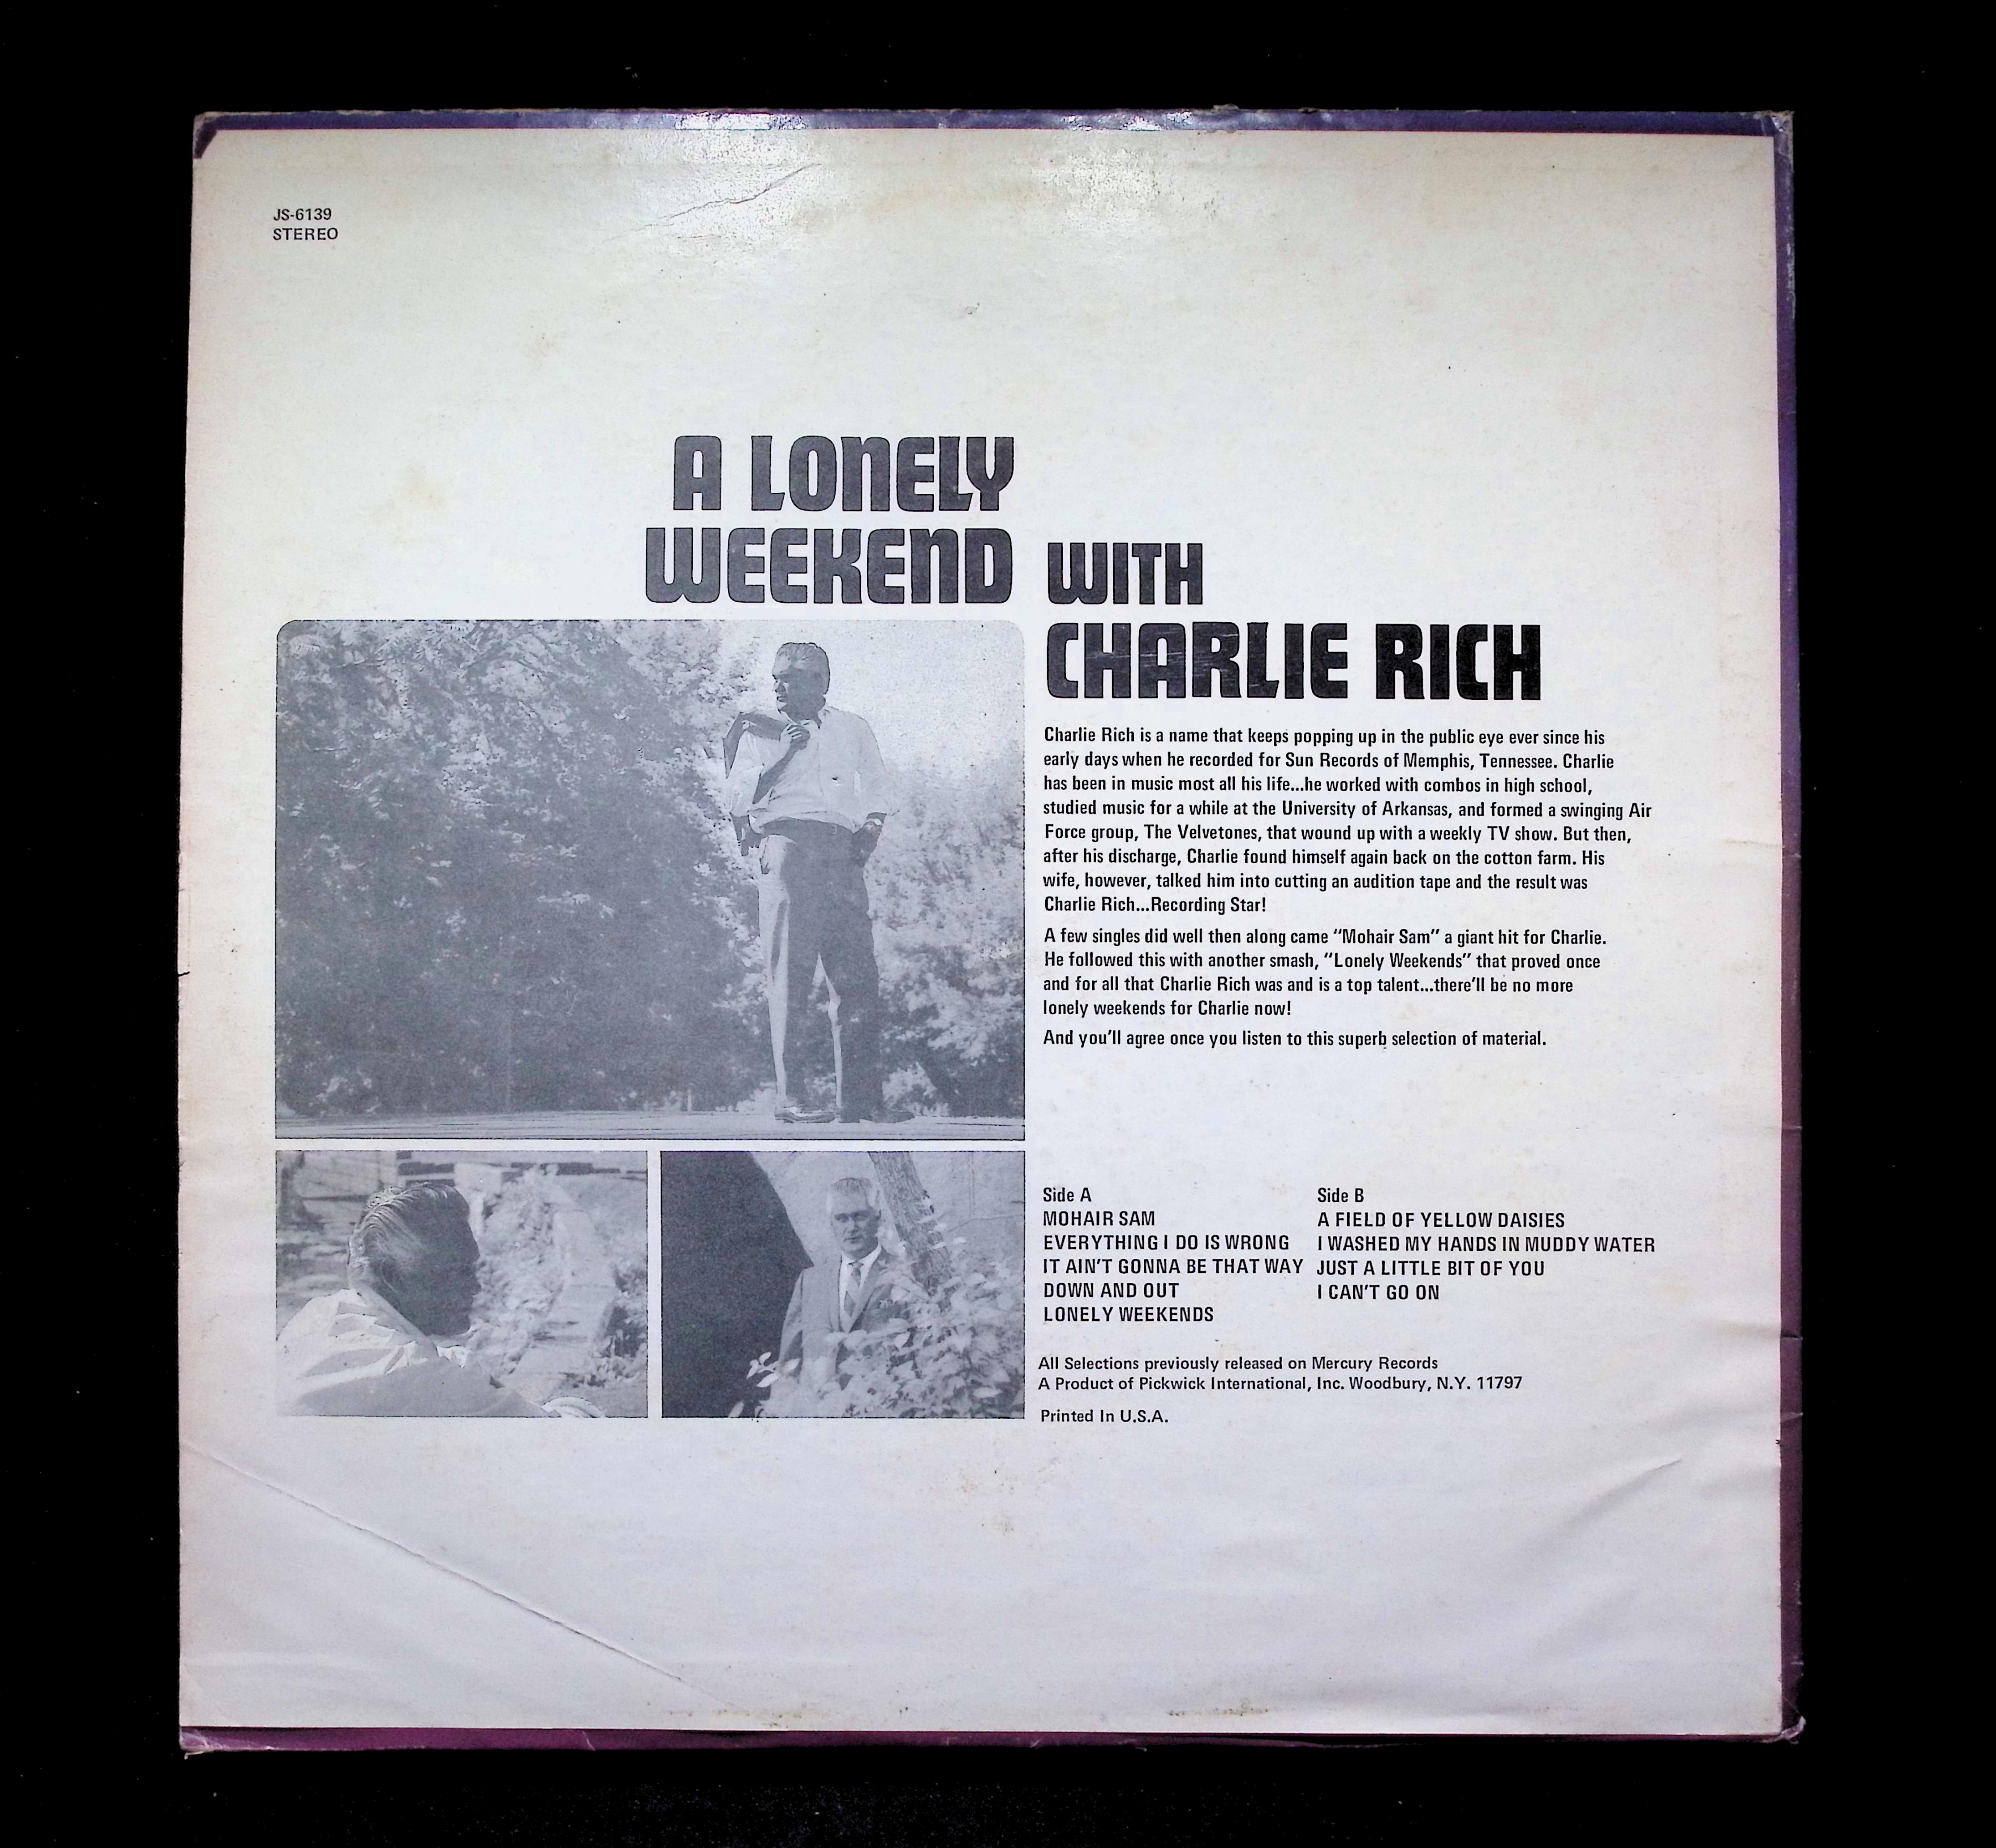 JS-6139
STEREO
A LONELY
WEEKEND WITH
CHARLIE RICH
Charlie Rich is a name that keeps popping up in the public eye ever since his
early days when he recorded for Sun Records of Memphis, Tennessee. Charlie
has been in music most all his life...he worked with combos in high school,
studied music for a while at the University of Arkansas, and formed a swinging Air
Force group, The Velvetones, that wound up with a weekly TV show. But then,
after his discharge, Charlie found himself again back on the cotton farm. His
wife, however, talked him into cutting an audition tape and the result was
Charlie Rich...Recording Star!
A few singles did well then along came “Mohair Sam” a giant hit for Charlie.
He followed this with another smash, “Lonely Weekends” that proved once
and for all that Charlie Rich was and is a top talent...there’ll be no more
lonely weekends for Charlie now!
And you’ll agree once you listen to this superb selection of material.
Side A
MOHAIR SAM
EVERYTHING I DO IS WRONG
IT AIN’T GONNA BE THAT WAY
DOWN AND OUT
LONELY WEEKENDS
Side B
A FIELD OF YELLOW DAISIES
I WASHED MY HANDS IN MUDDY WATER
JUST A LITTLE BIT OF YOU
I CAN’T GO ON
All Selections previously released on Mercury Records
A Product of Pickwick International, Inc. Woodbury, N.Y. 11797
Printed In U.S.A.